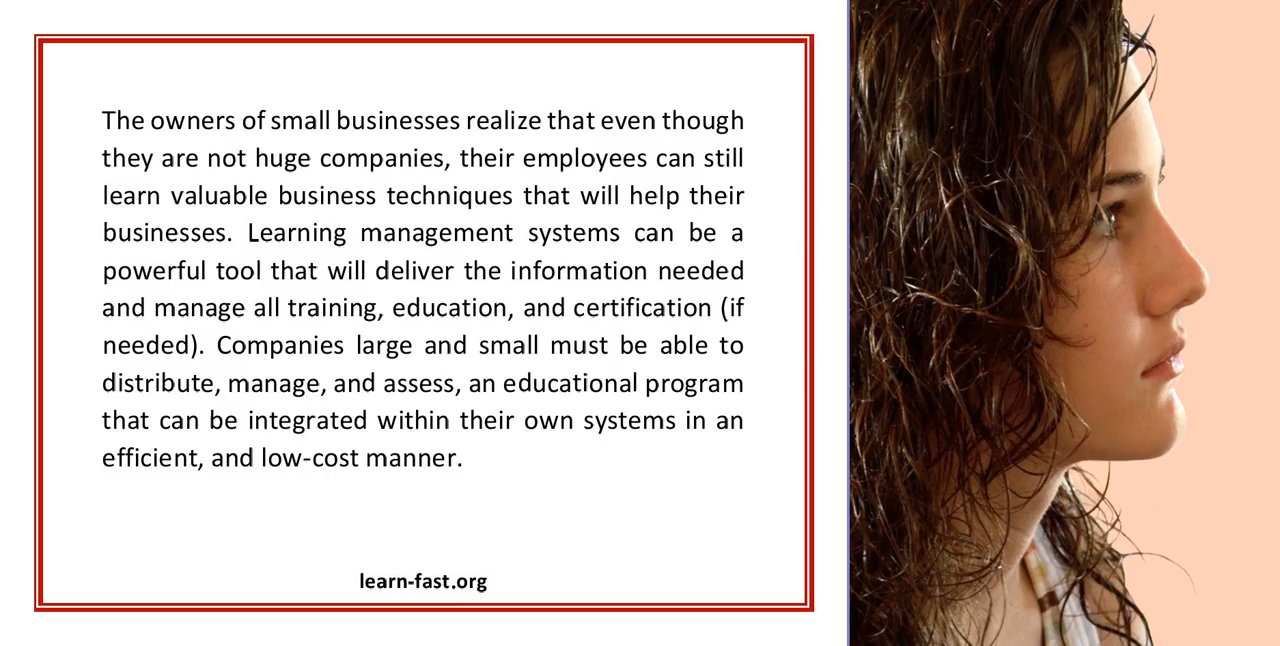 The owners of small businesses realize that even though
they are not huge companies, their employees can still
learn valuable business techniques that will help their
businesses. Learning management systems can be a
powerful tool that will deliver the information needed
and manage all training, education, and certification (if
needed). Companies large and small must be able to
distribute, manage, and assess, an educational program
that can be integrated within their own systems in an
efficient, and low-cost manner.
learn-fast.org